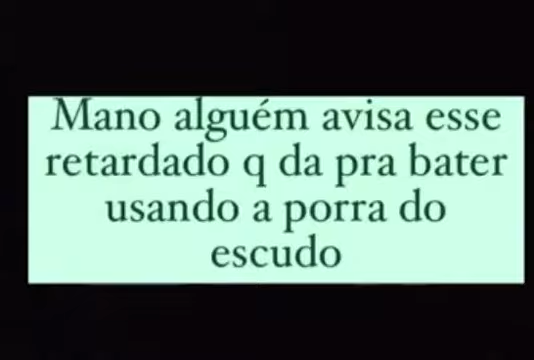 Mano alguém avisa esse
retardado q da pra bater
usando a porra do
escudo